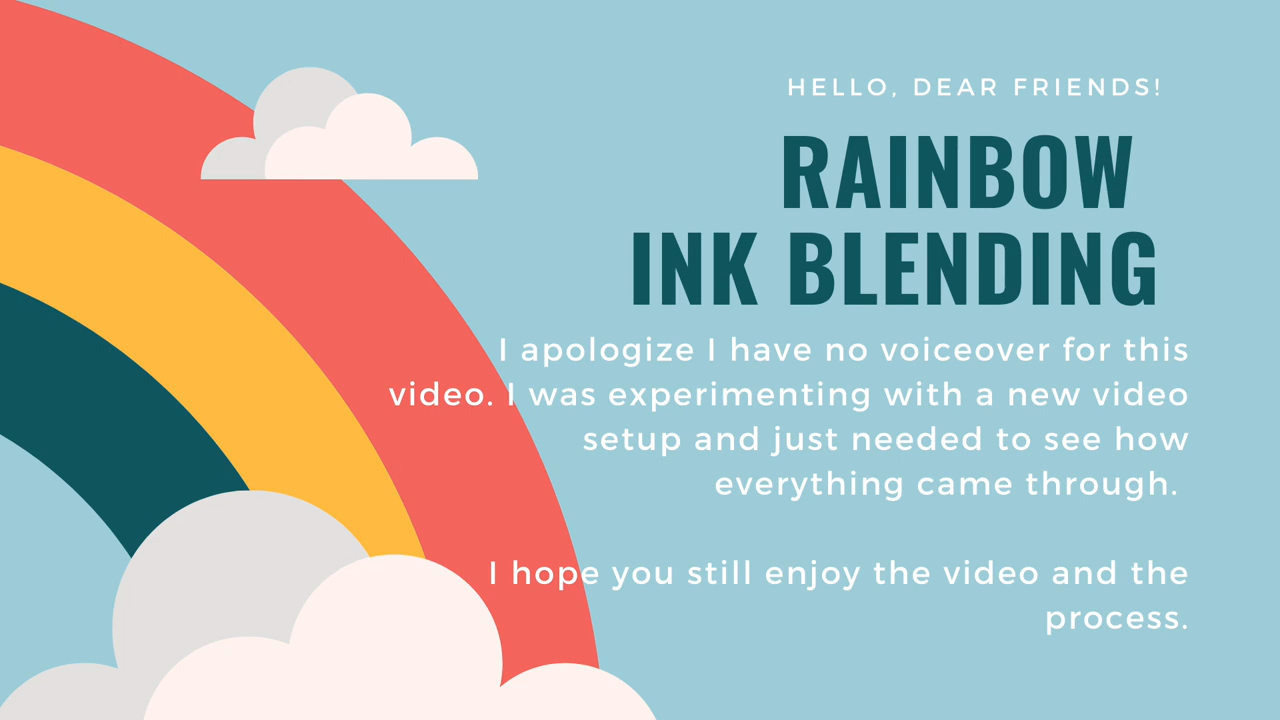 HELLO, DEAR FRIENDS!
RAINBOW
INK BLENDING
I apologize I have no voiceover for this
video. I was experimenting with a new video
setup and just needed to see how
everything came through.
I hope you still enjoy the video and the
process.